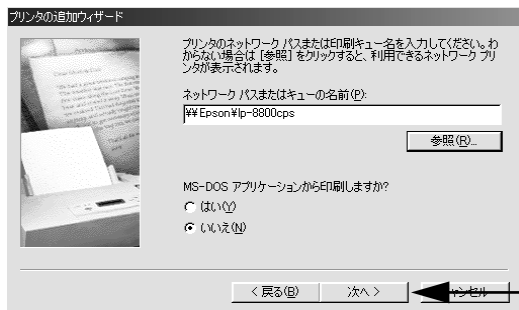 プリンタの追加ウィザード
プリンタのネットワーク パスまたは印刷キュー名を入力してください。わ
からない場合は [参照] をクリックすると、利用できるネットワーク プリ
ンタが表示されます。
ネットワーク パスまたはキューの名前(P):
¥¥Epson¥lp-8800cps
参照(R)...
MS-DOS アプリケーションから印刷しますか?
はい(Y)
いいえ(N)
< 戻る(B)
次へ >
キャンセル